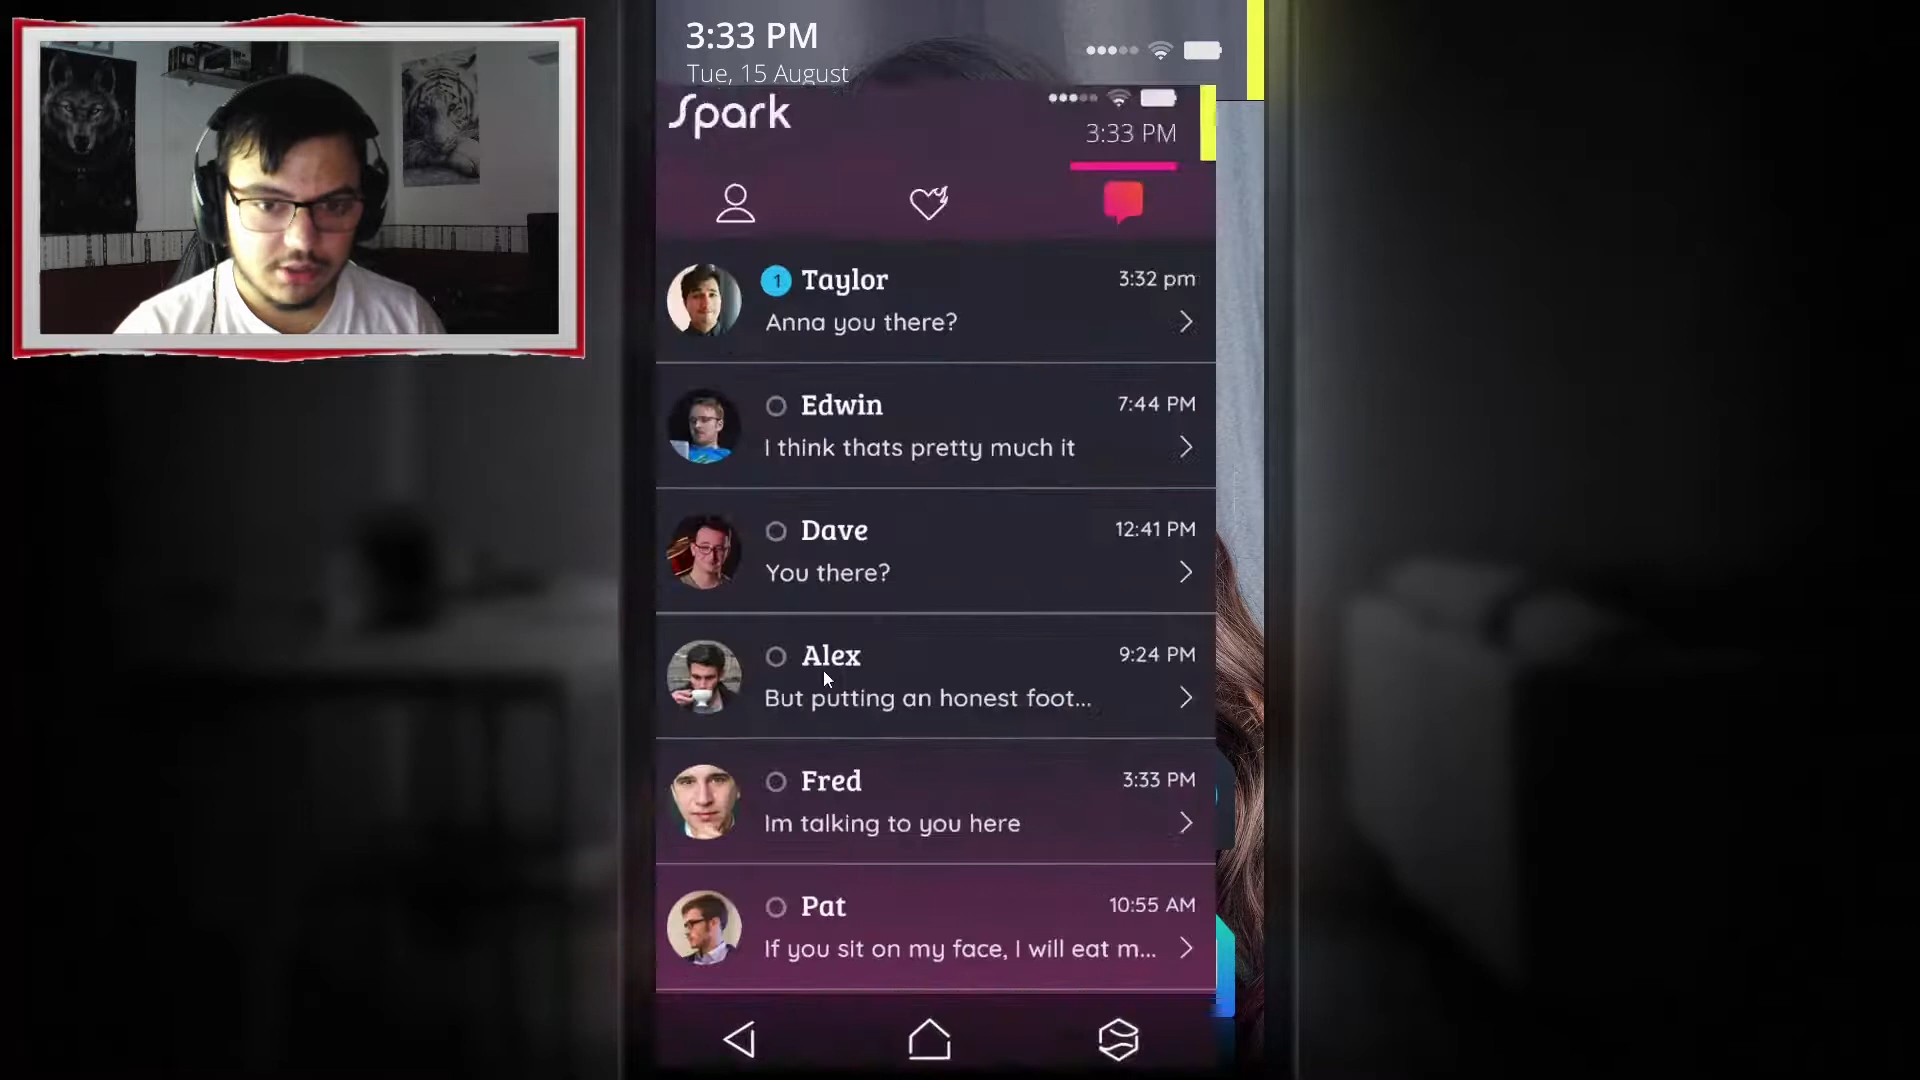 3:33 PM
Tue, 15 August
Spark
3:33 PM
1 Taylor 3:32 pm
Anna you there?
Edwin 7:44 PM
I think thats pretty much it
Dave 12:41 PM
You there?
Alex 9:24 PM
But putting an honest foot...
Fred 3:33 PM
Im talking to you here
Pat 10:55 AM
If you sit on my face, I will eat m...